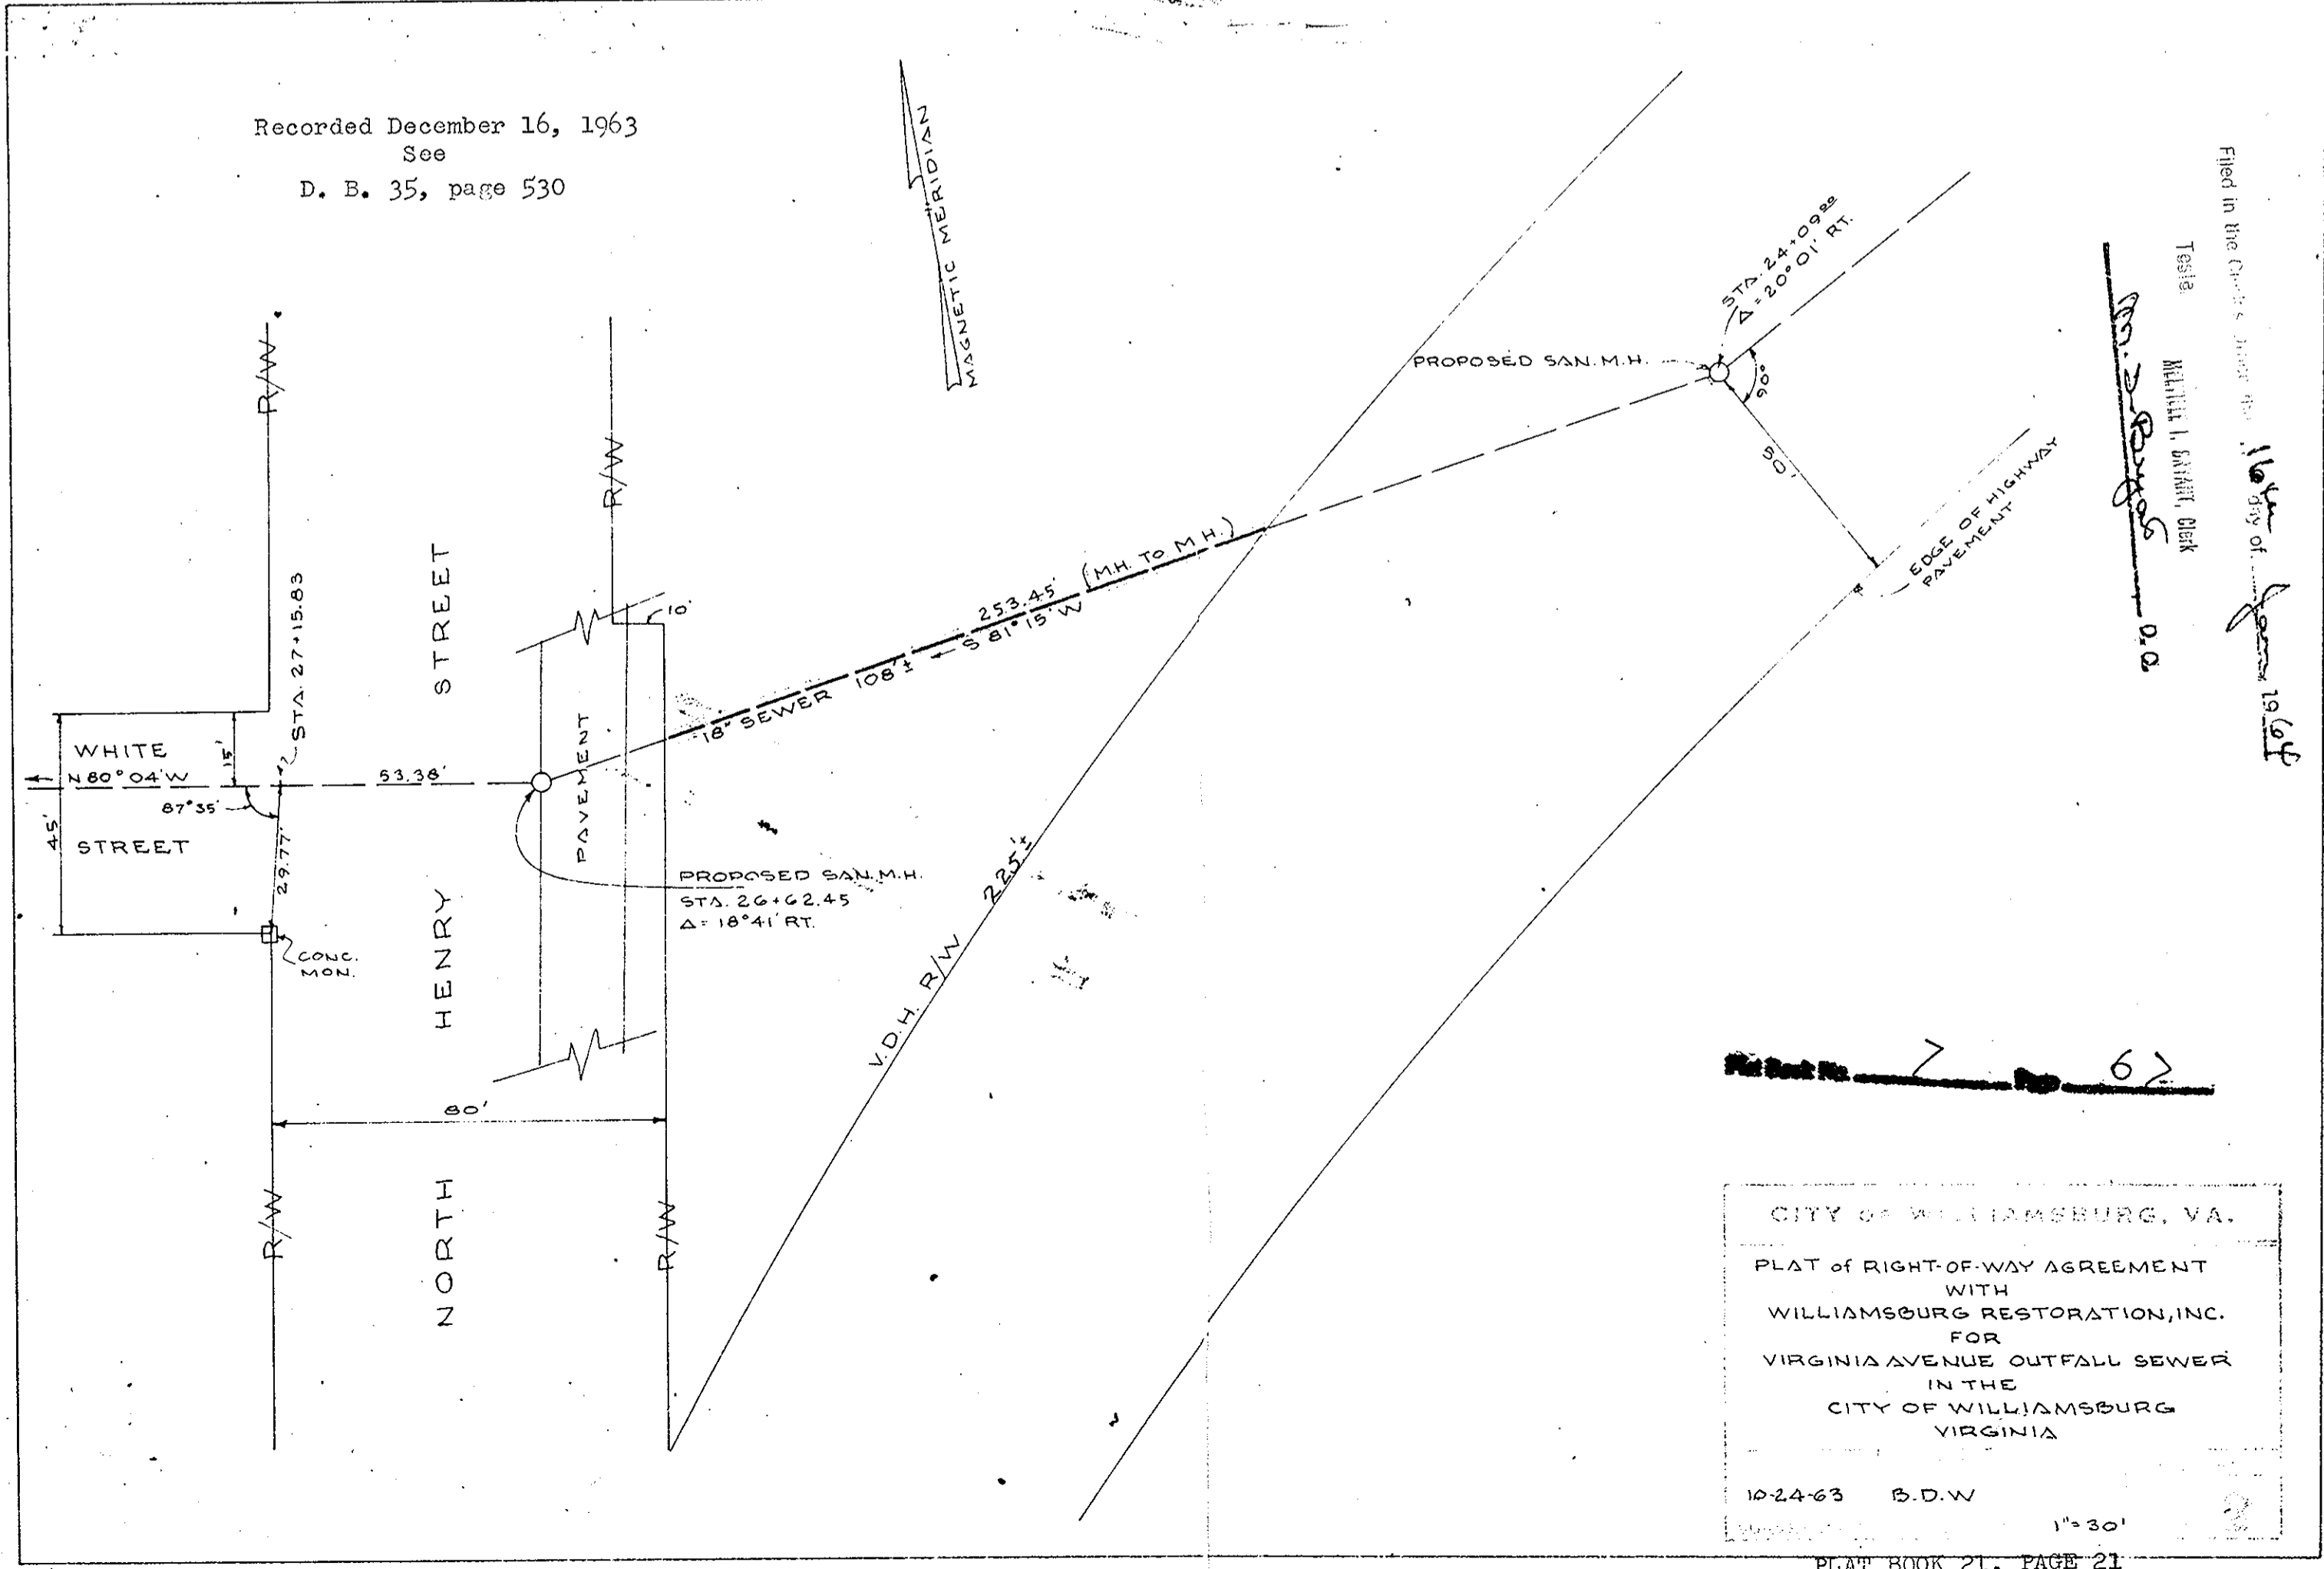 Recorded December 16, 1963
See
D. B. 35, page 530
MAGNETIC MERIDIAN
R/W
R/W
STREET
HENRY
NORTH
STA. 27+15.83
WHITE
N 80° 04' W
STREET
15'
45'
87° 35'
29.77'
53.38'
CONC.
MON.
PAVEMENT
10'
PROPOSED SAN. M.H.
STA. 26+62.45
Δ = 18° 41' RT.
80'
R/W
R/W
18" SEWER 108'±
253.45' (M.H. TO M.H.)
S 81° 15' W
V.D.H. R/W
225'±
PROPOSED SAN. M.H.
STA. 24+09.00
Δ = 20° 01' RT.
90°
50'
EDGE OF HIGHWAY
PAVEMENT
Filed in the
16th day of 1964
Teste
Clerk
D.C.
Plat Book No. 7 Page 62
CITY OF WILLIAMSBURG, VA.
PLAT of RIGHT-OF-WAY AGREEMENT
WITH
WILLIAMSBURG RESTORATION, INC.
FOR
VIRGINIA AVENUE OUTFALL SEWER
IN THE
CITY OF WILLIAMSBURG
VIRGINIA
10-24-63 B.D.W
1"=30'
PLAT BOOK 21, PAGE 21